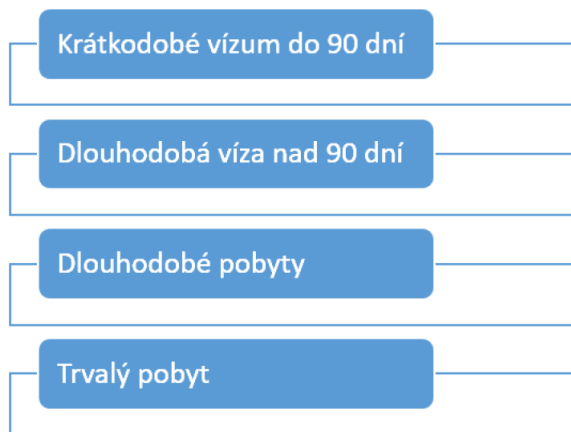 Krátkodobé vízum do 90 dní
Dlouhodobá víza nad 90 dní
Dlouhodobé pobyty
Trvalý pobyt